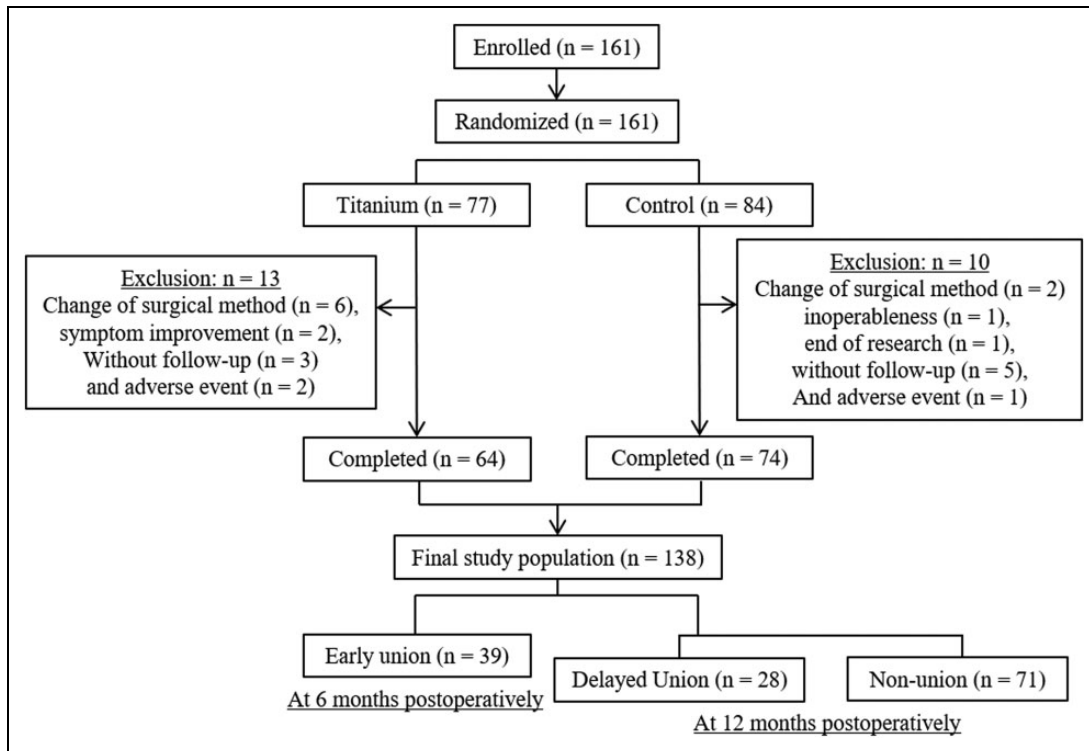 Enrolled (n = 161)
Randomized (n = 161)
Titanium (n = 77)
Control (n = 84)
Exclusion: n = 13
Change of surgical method (n = 6),
symptom improvement (n = 2),
Without follow-up (n = 3)
and adverse event (n = 2)
Exclusion: n = 10
Change of surgical method (n = 2)
inoperableness (n = 1),
end of research (n = 1),
without follow-up (n = 5),
And adverse event (n = 1)
Completed (n = 64)
Completed (n = 74)
Final study population (n = 138)
Early union (n = 39)
Delayed Union (n = 28)
Non-union (n = 71)
At 6 months postoperatively
At 12 months postoperatively